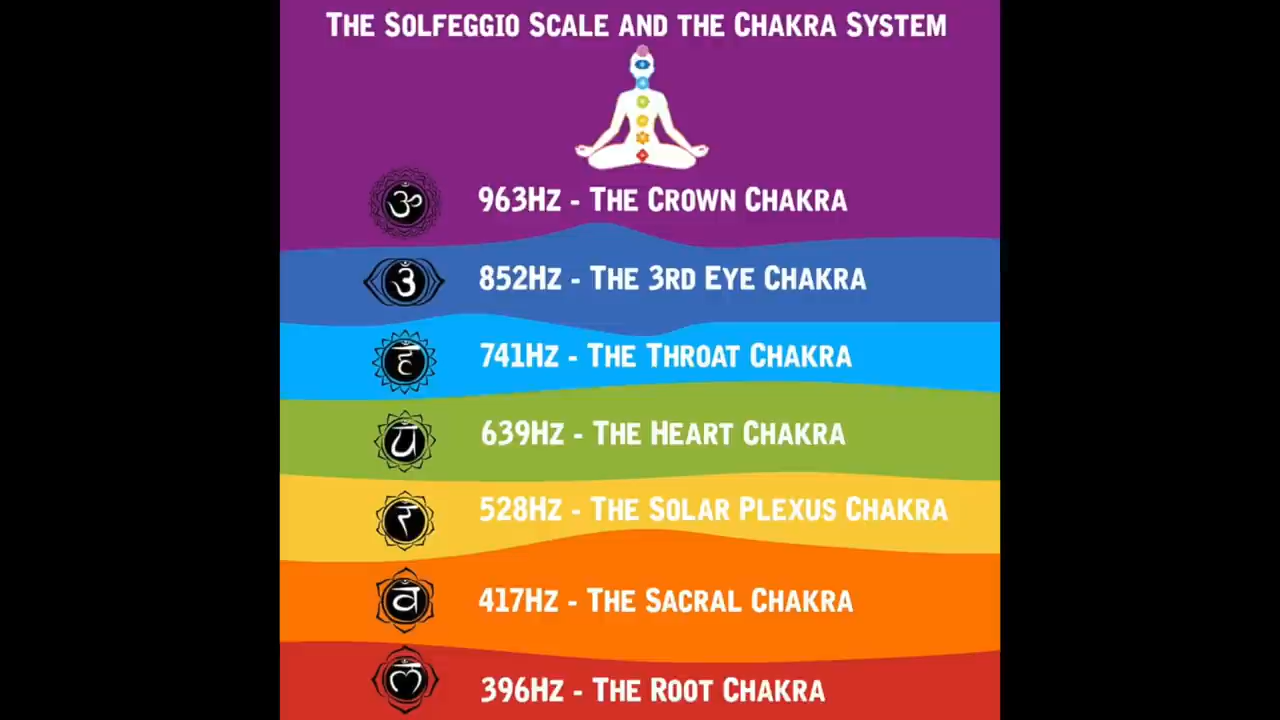 The Solfeggio Scale and the Chakra System
ॐ 963Hz - The Crown Chakra
ॐ 852Hz - The 3rd Eye Chakra
हं 741Hz - The Throat Chakra
यं 639Hz - The Heart Chakra
रं 528Hz - The Solar Plexus Chakra
वं 417Hz - The Sacral Chakra
लं 396Hz - The Root Chakra